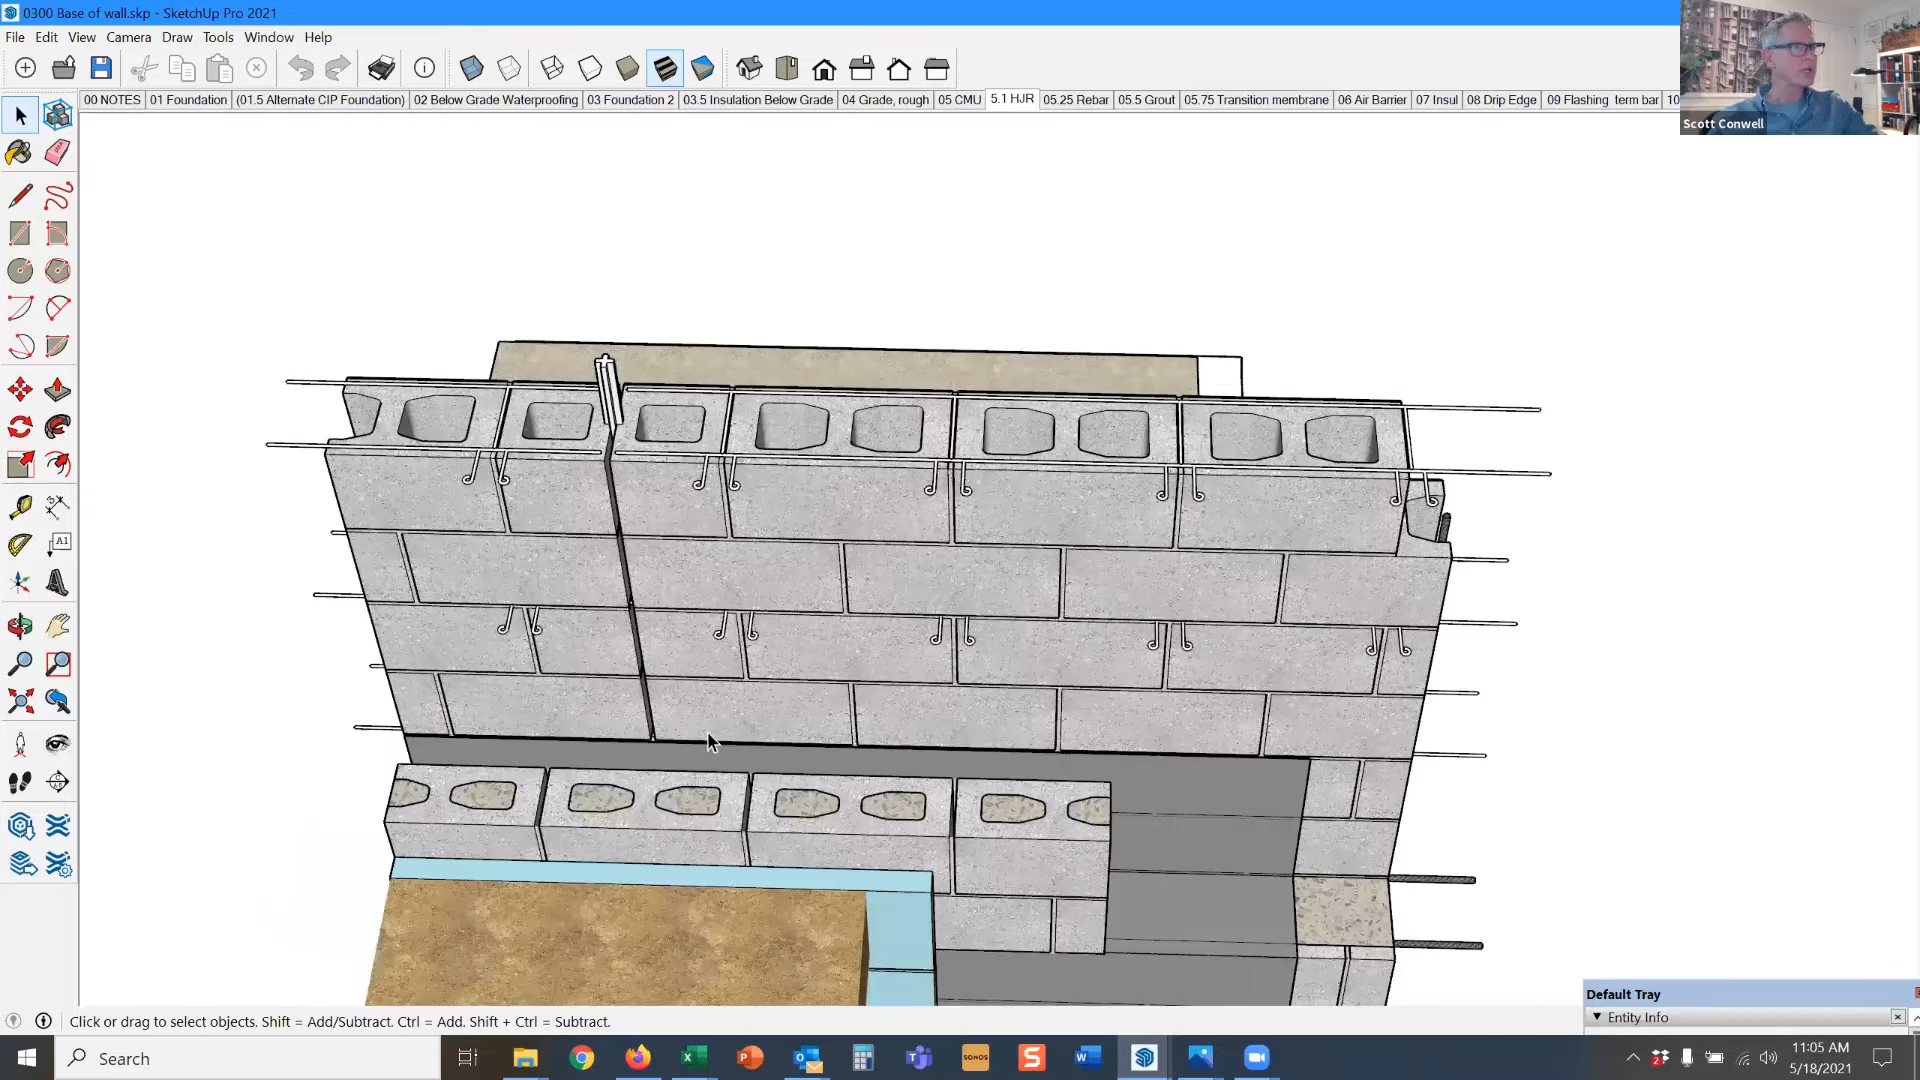 0300 Base of wall.skp - SketchUp Pro 2021
File Edit View Camera Draw Tools Window Help
00 NOTES 01 Foundation (01.5 Alternate CIP Foundation) 02 Below Grade Waterproofing 03 Foundation 2 03.5 Insulation Below Grade 04 Grade, rough 05 CMU 5.1 HJR 05.25 Rebar 05.5 Grout 05.75 Transition membrane 06 Air Barrier 07 Insul 08 Drip Edge 09 Flashing term bar 10
Scott Conwell
A1
Default Tray
Entity Info
Click or drag to select objects. Shift = Add/Subtract. Ctrl = Add. Shift + Ctrl = Subtract.
Search
SONOS
11:05 AM
5/18/2021